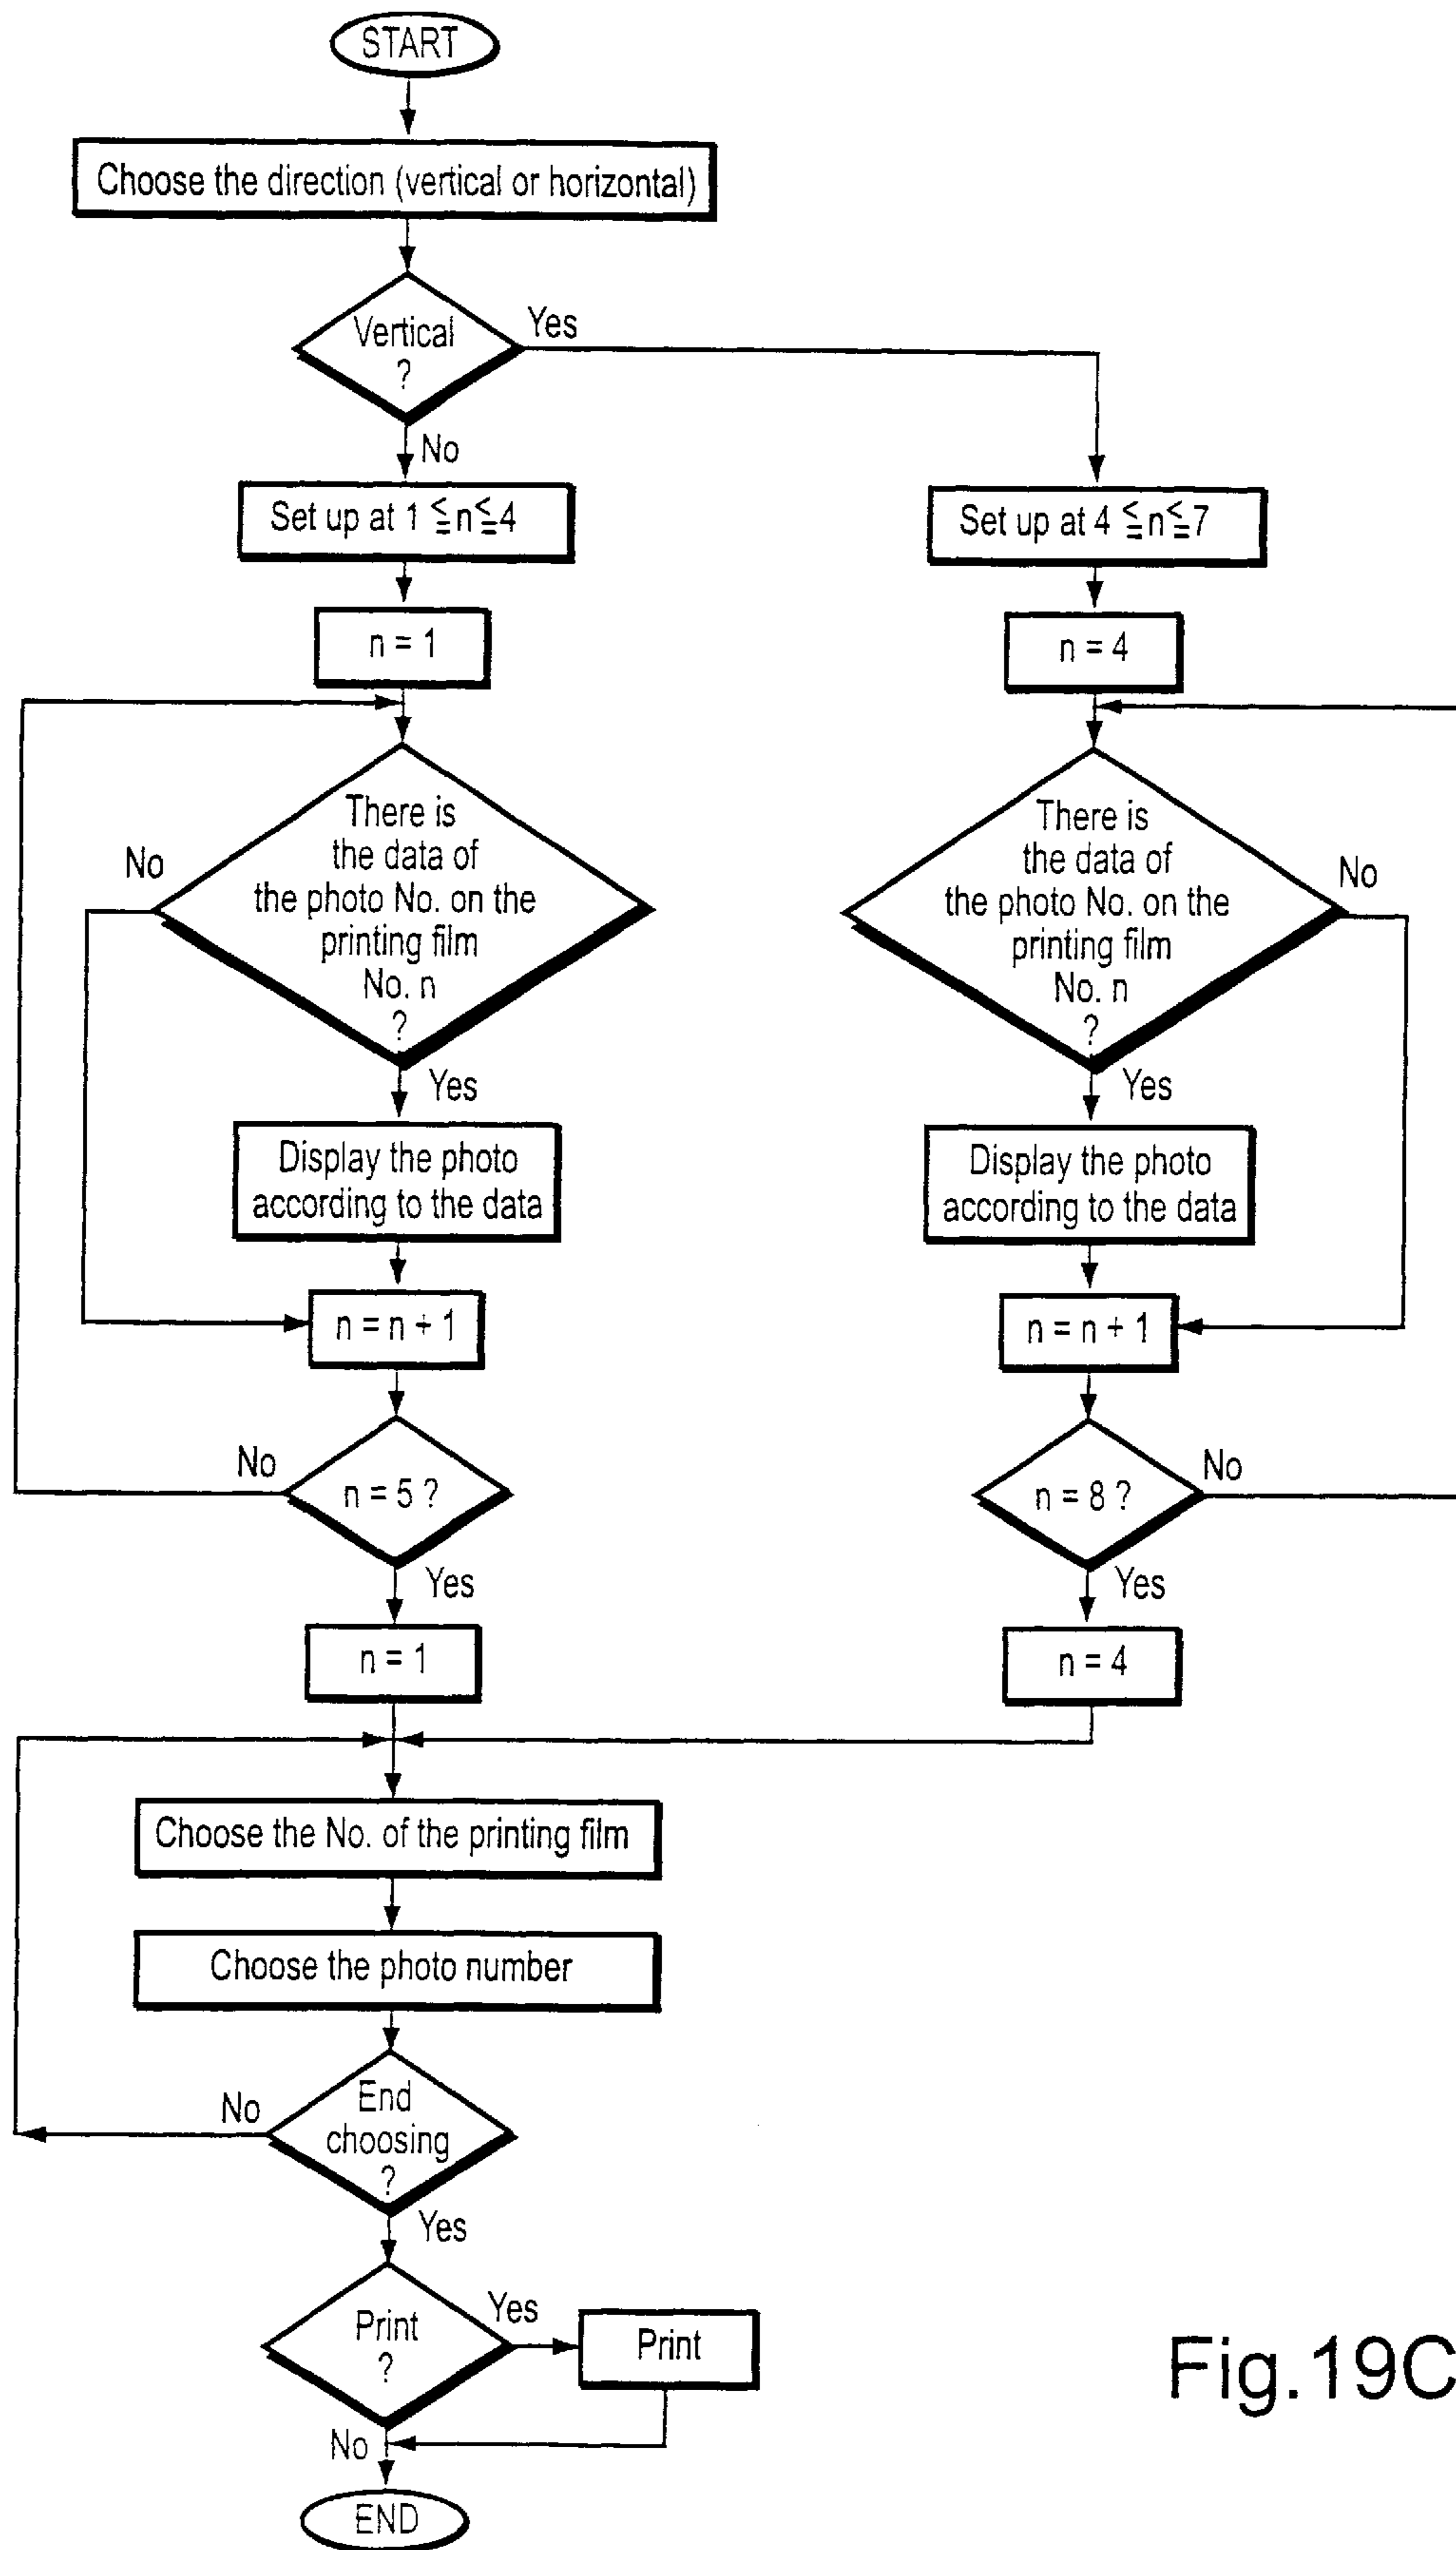 START
Choose the direction (vertical or horizontal)
Vertical
?
Yes
No
Set up at 1 ≦n≦4
n = 1
There is
the data of
the photo No. on the
printing film
No. n
?
No
Yes
Display the photo
according to the data
n = n + 1
n = 5 ?
No
Yes
n = 1
Set up at 4 ≦n≦7
n = 4
There is
the data of
the photo No. on the
printing film
No. n
?
No
Yes
Display the photo
according to the data
n = n + 1
n = 8 ?
No
Yes
n = 4
Choose the No. of the printing film
Choose the photo number
End
choosing
?
No
Yes
Print
?
Yes
Print
No
END
Fig.19C